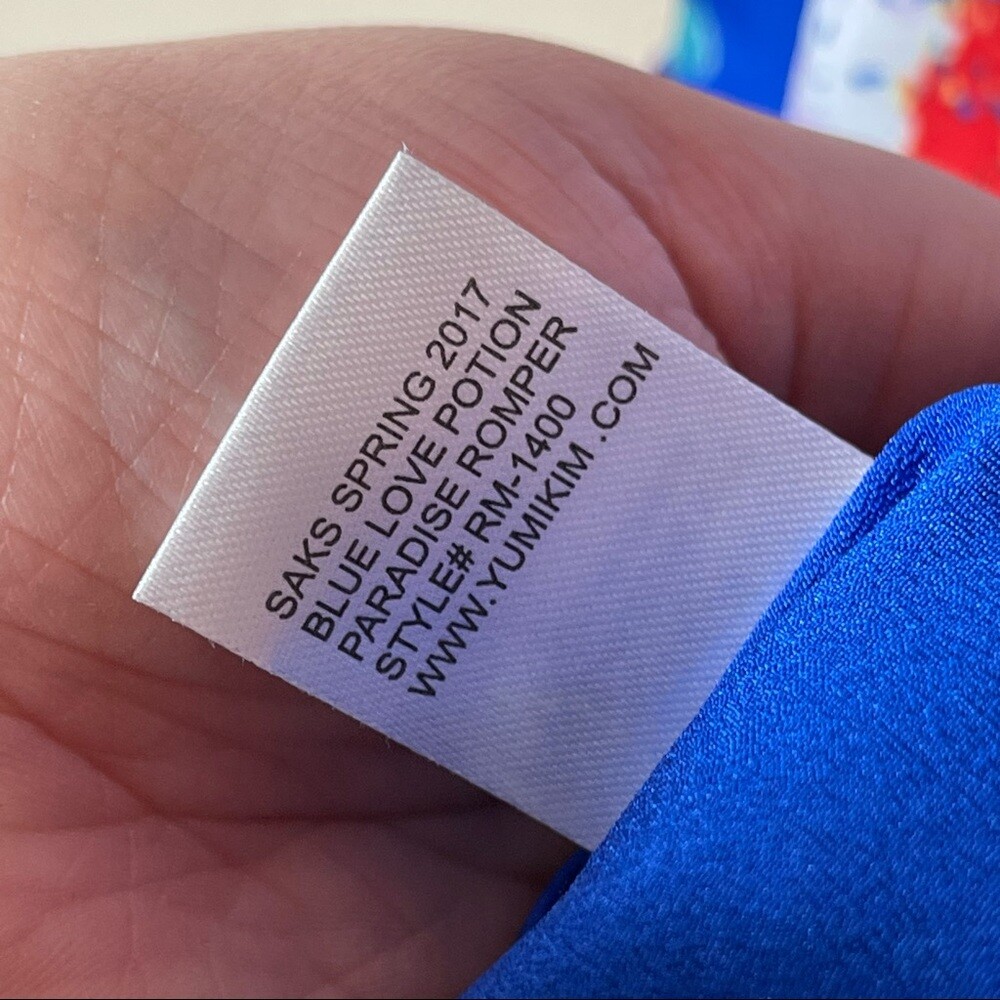 SAKS SPRING 2017
BLUE LOVE POTION
PARADISE ROMPER
STYLE# RM-1400
WWW.YUMIKIM .COM